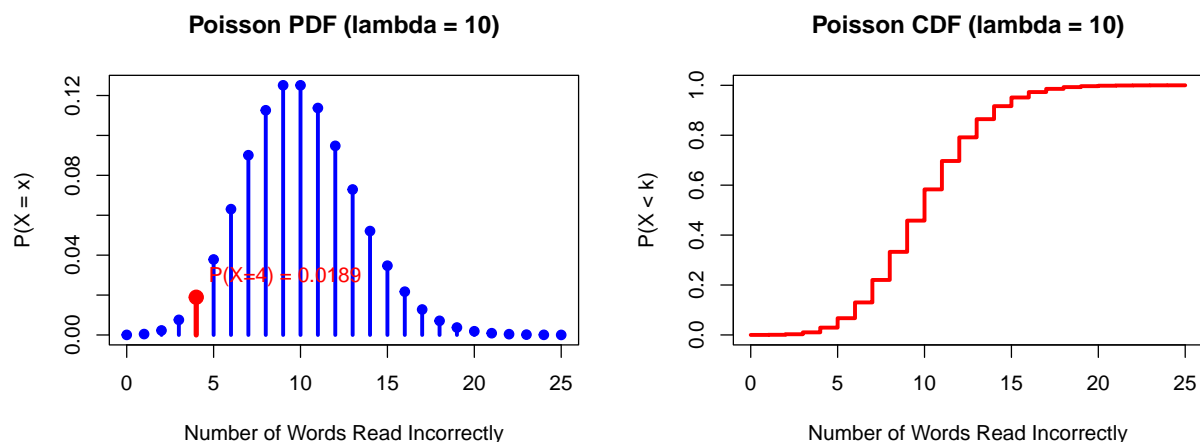 Poisson PDF (lambda = 10)
P(X = x)
0.12
0.08
0.04
0.00
P(X=4) = 0.0189
0 5 10 15 20 25
Number of Words Read Incorrectly
Poisson CDF (lambda = 10)
P(X < k)
1.0
0.8
0.6
0.4
0.2
0.0
0 5 10 15 20 25
Number of Words Read Incorrectly